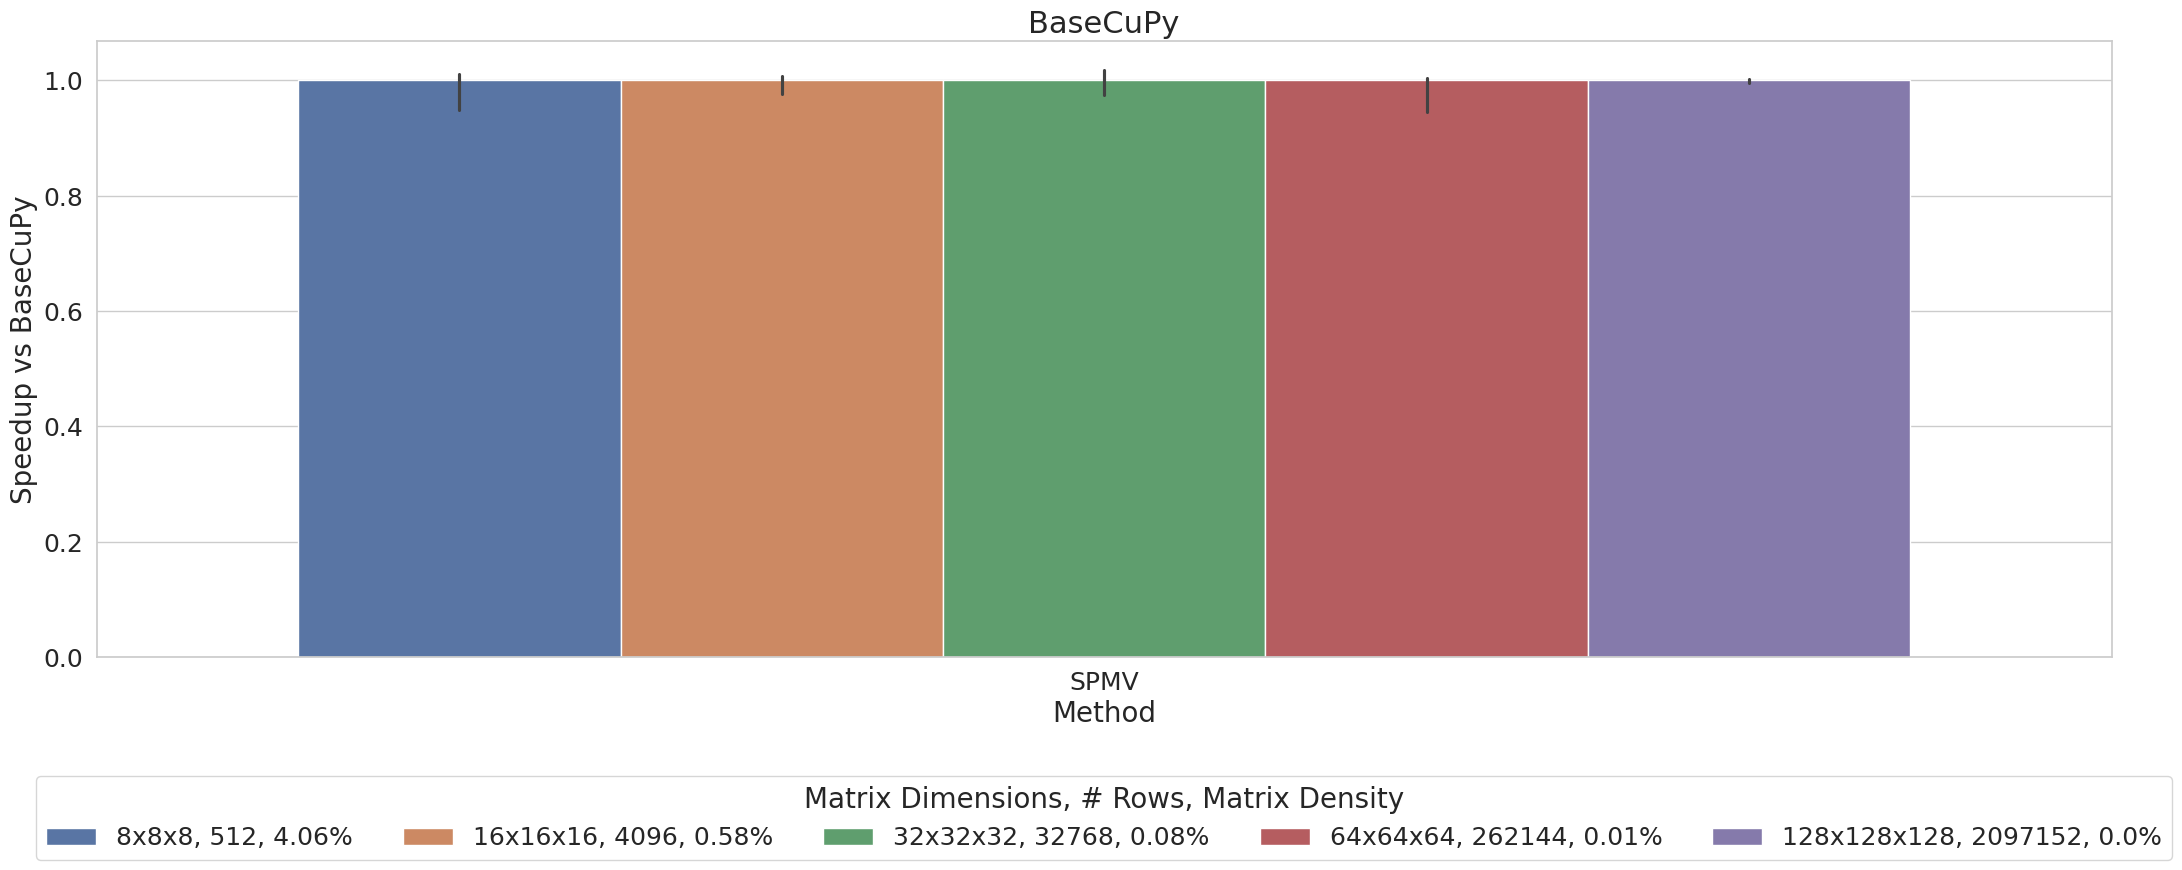 BaseCuPy
Speedup vs BaseCuPy
1.0
0.8
0.6
0.4
0.2
0.0
SPMV
Method
Matrix Dimensions, # Rows, Matrix Density
8x8x8, 512, 4.06%
16x16x16, 4096, 0.58%
32x32x32, 32768, 0.08%
64x64x64, 262144, 0.01%
128x128x128, 2097152, 0.0%